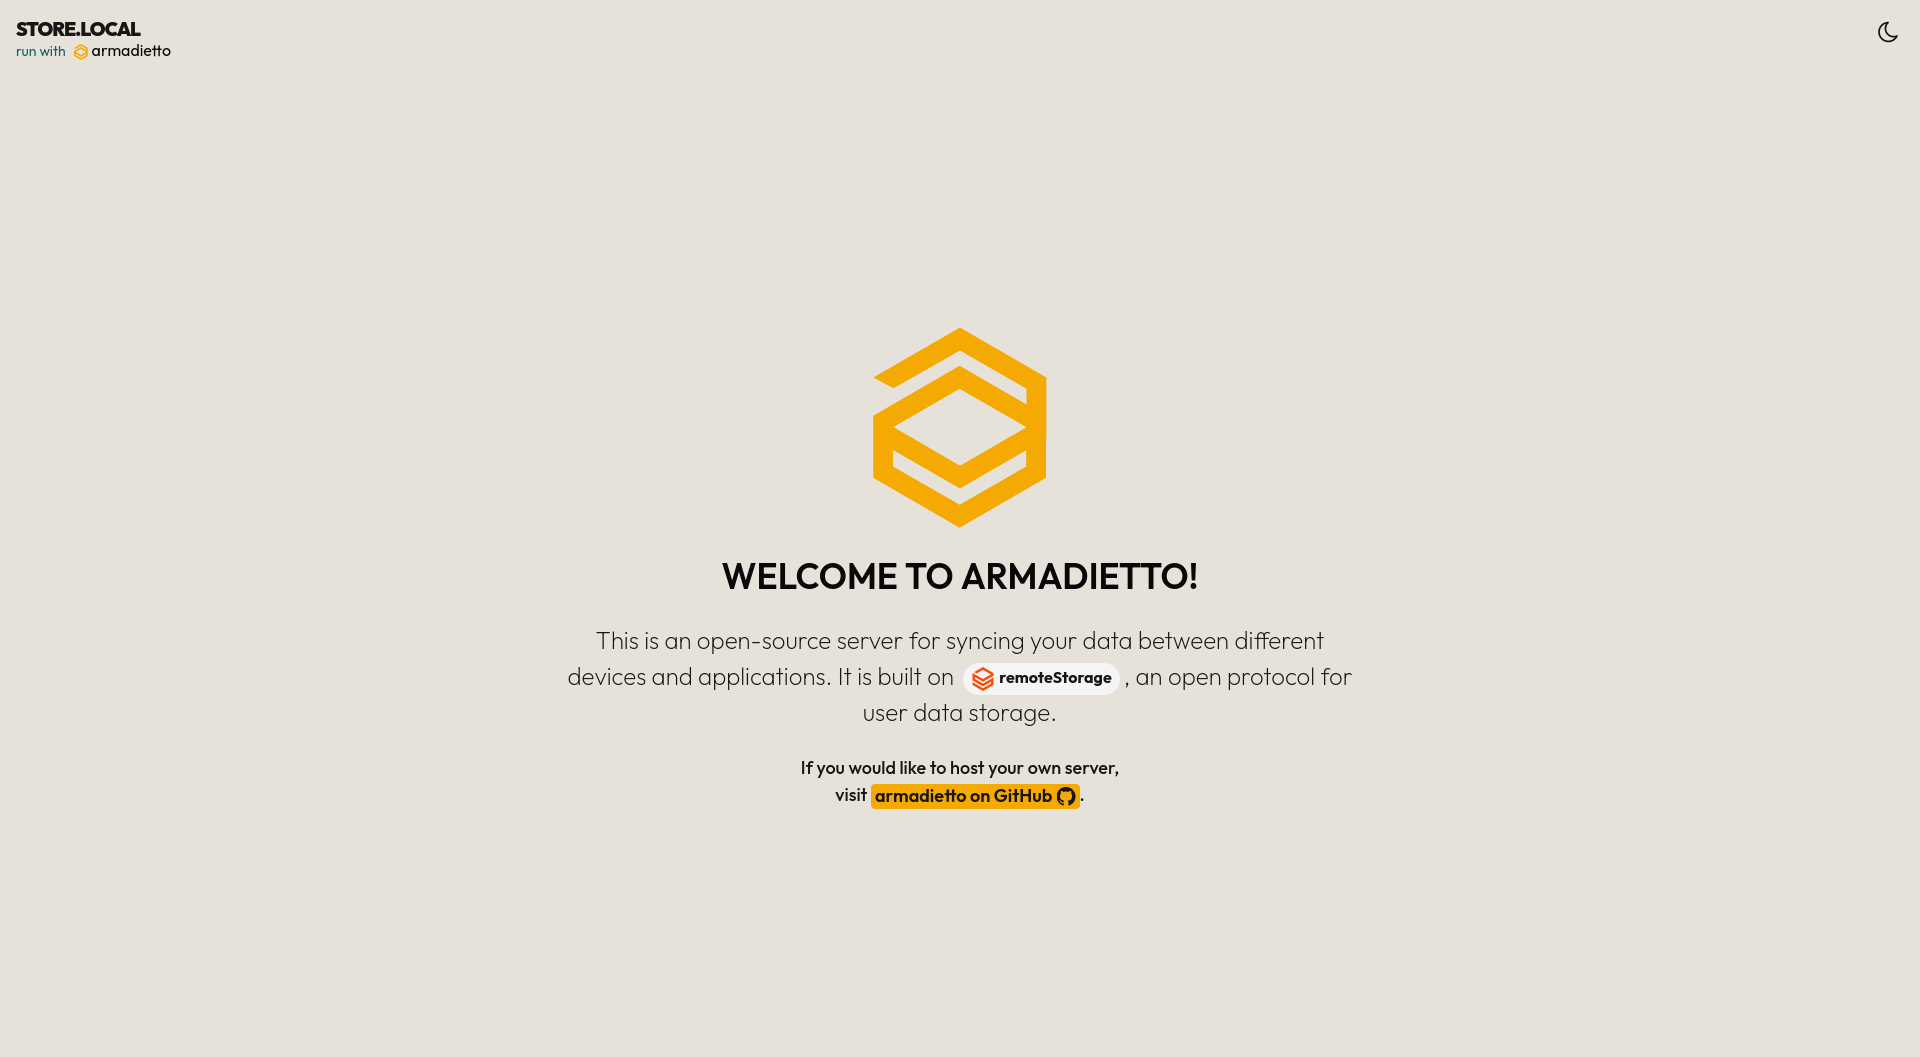 STORE.LOCAL
run with armadietto
WELCOME TO ARMADIETTO!
This is an open-source server for syncing your data between different
devices and applications. It is built on remoteStorage , an open protocol for
user data storage.
If you would like to host your own server,
visit armadietto on GitHub .